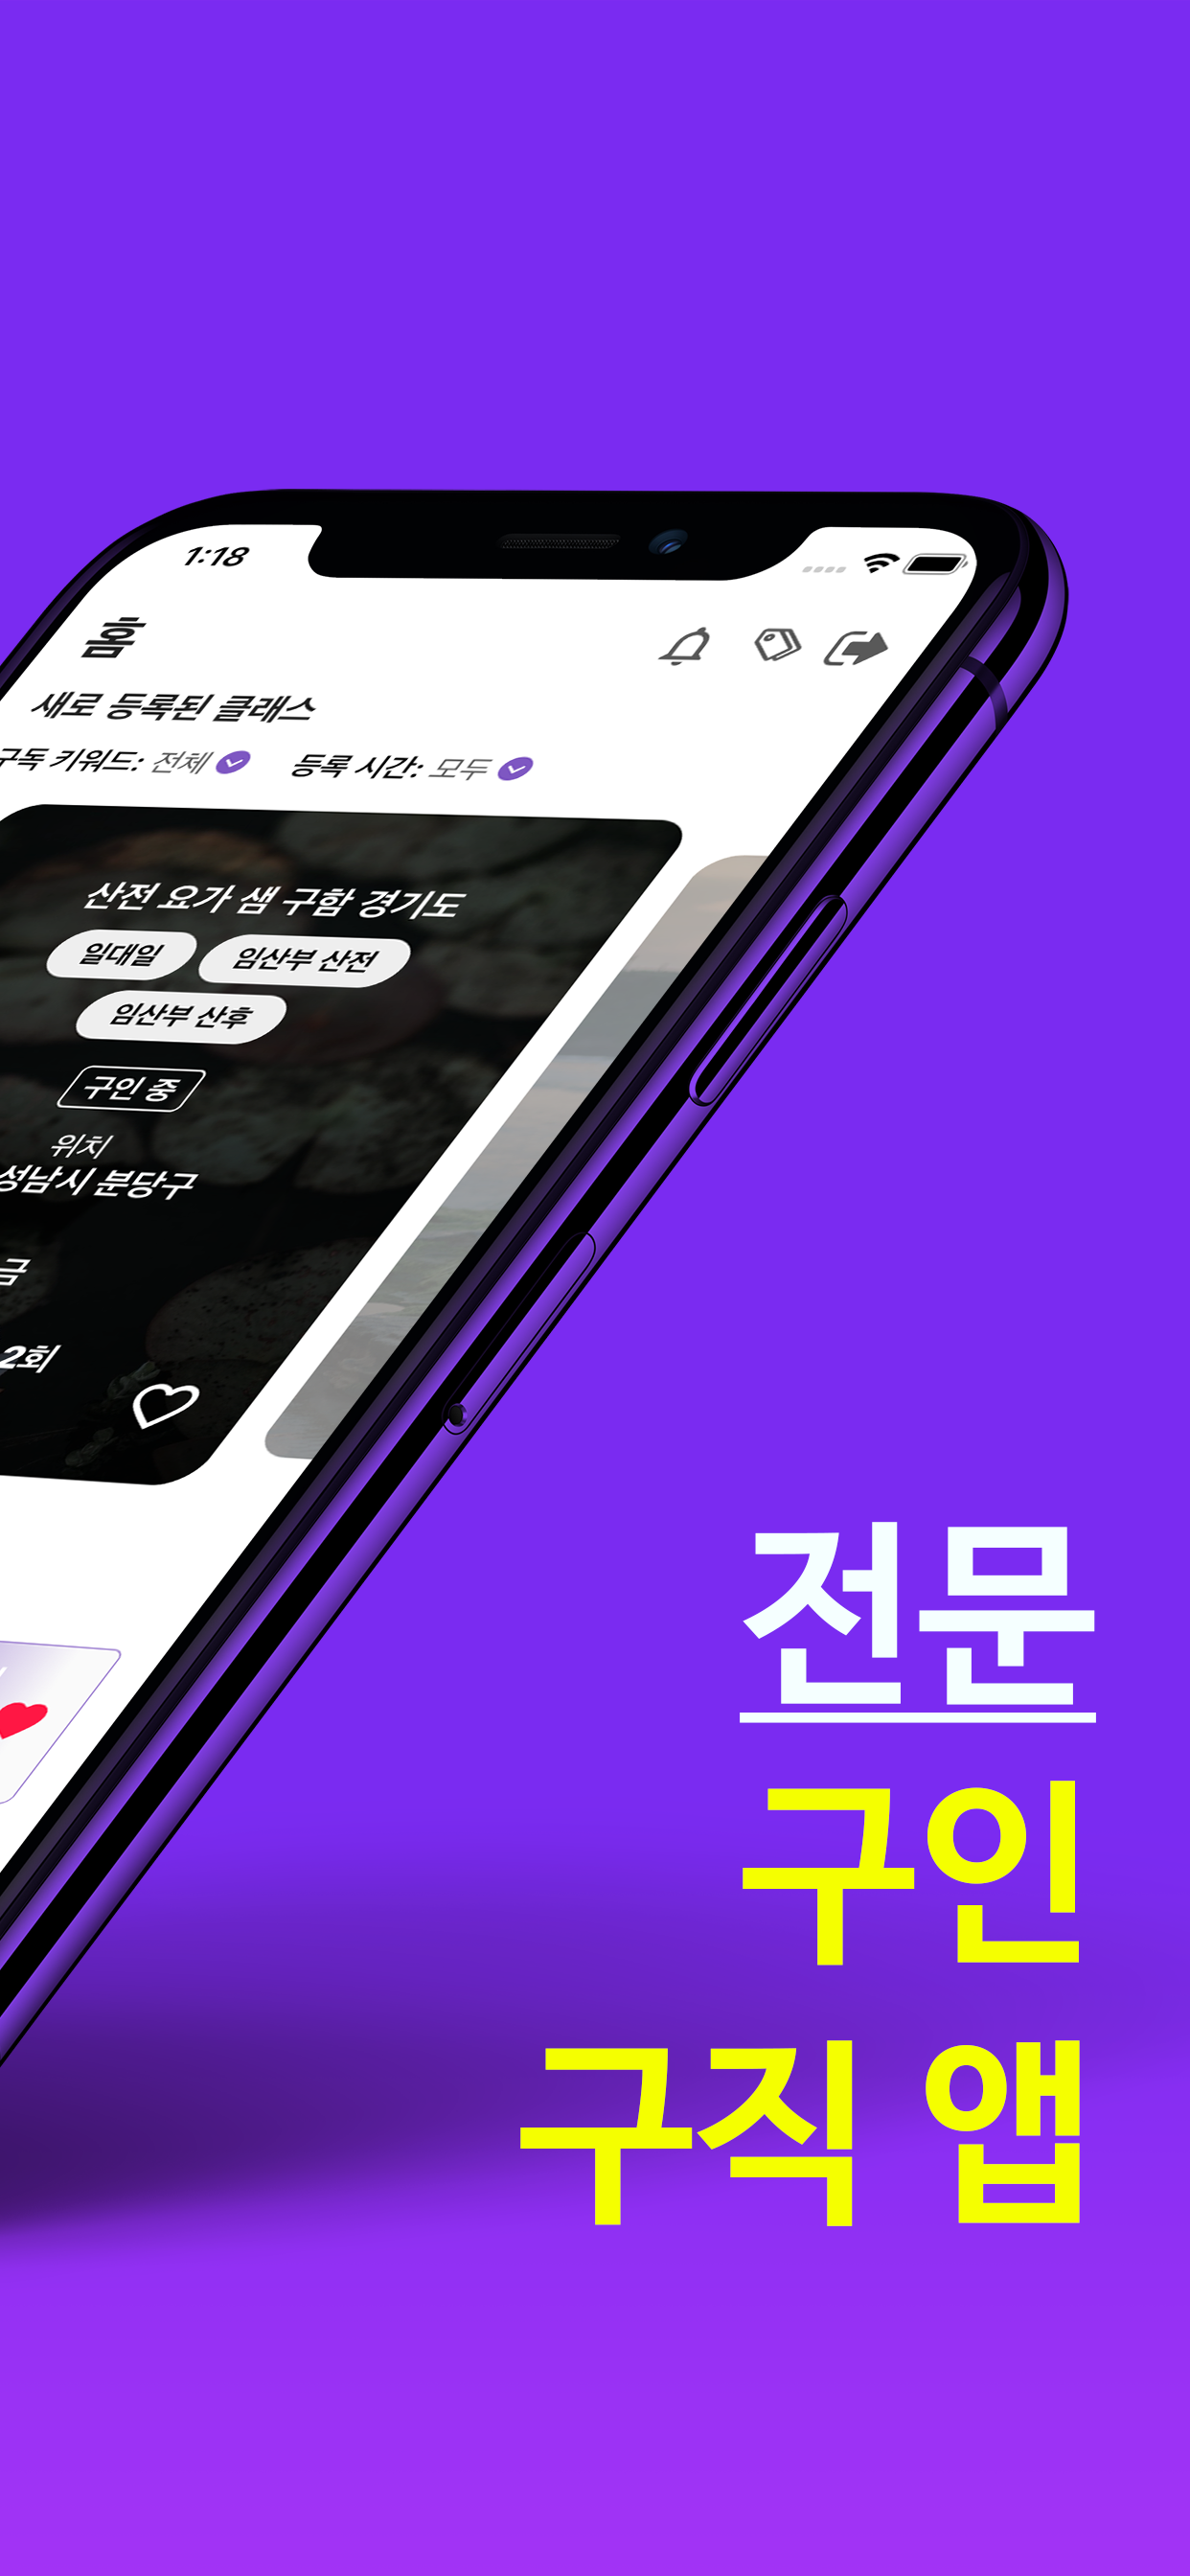 1:18
홈
새로 등록된 클래스
구독 키워드: 전체 등록 시간: 모두
산전 요가 샘 구함 경기도
일대일 임산부 산전
임산부 산후
구인 중
위치
성남시 분당구
금
2회
전문
구인
구직 앱